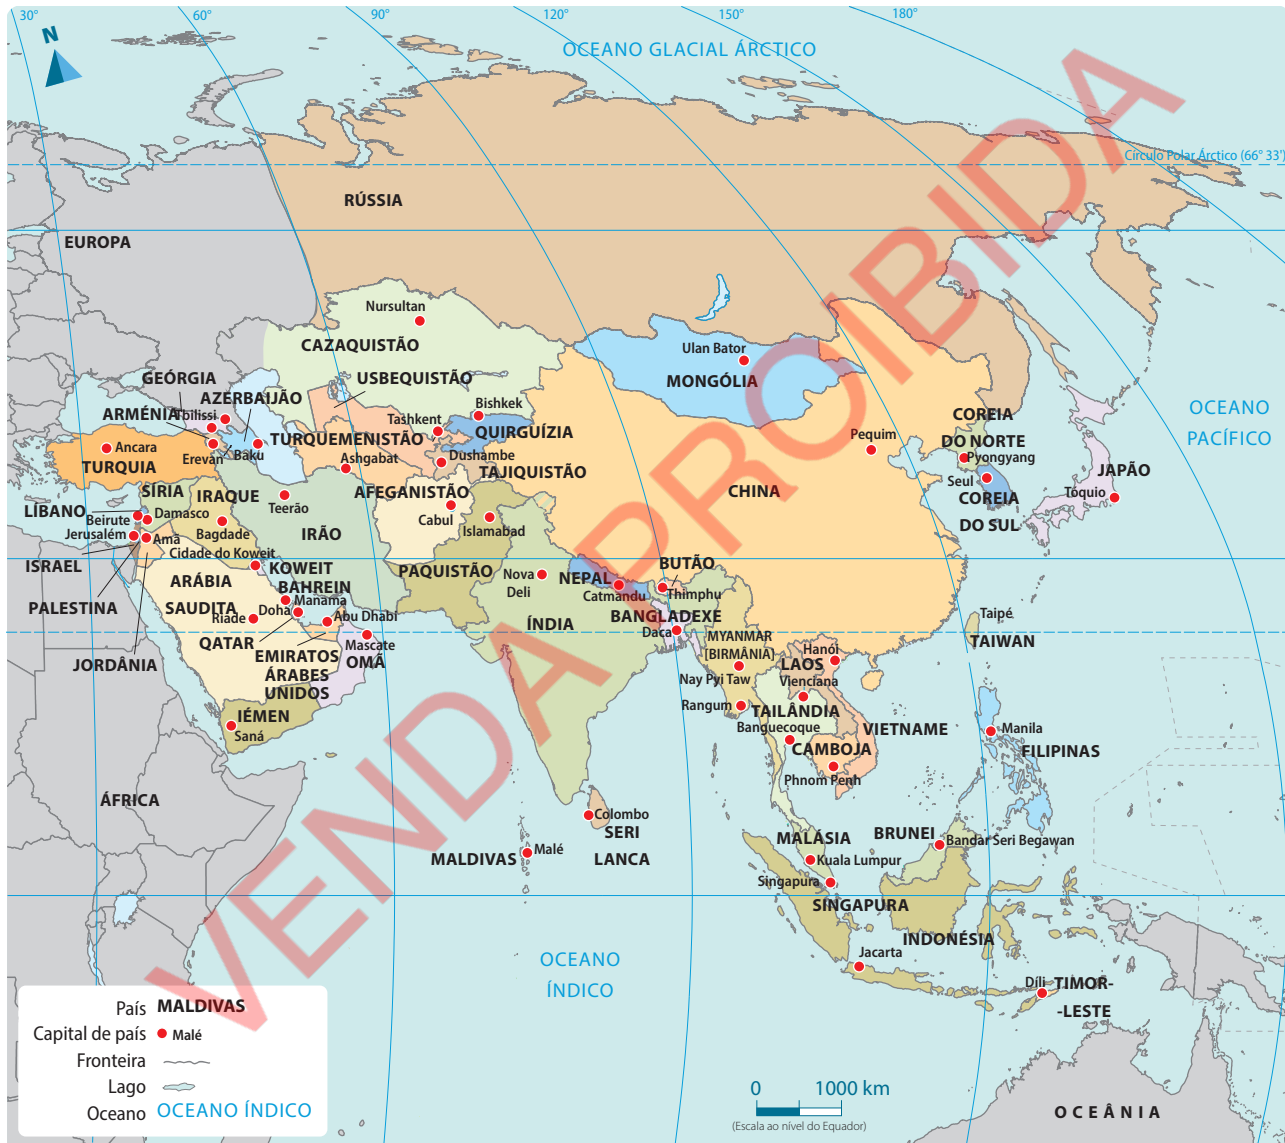 30°
60°
90°
120°
150°
180°
N
OCEANO GLACIAL ÁRCTICO
Círculo Polar Árctico (66° 33')
RÚSSIA
EUROPA
Nursultan
CAZAQUISTÃO
Ulan Bator
MONGÓLIA
GEÓRGIA
USBEQUISTÃO
AZERBAIJÃO
ARMÉNIA
Tbilissi
Bishkek
Tashkent
QUIRGUÍZIA
COREIA
DO NORTE
Pyongyang
OCEANO
PACÍFICO
Pequim
Ancara
TURQUIA
Erevan
Baku
TURQUEMENISTÃO
Ashgabat
Dushambe
TAJIQUISTÃO
JAPÃO
Tóquio
Seul
COREIA
DO SUL
CHINA
SÍRIA
IRAQUE
Teerão
AFEGANISTÃO
Cabul
Islamabad
LÍBANO
Beirute
Damasco
Jerusalém
Amã
Bagdade
IRÃO
Cidade do Koweit
KOWEIT
ISRAEL
PALESTINA
JORDÂNIA
ARÁBIA
SAUDITA
Riade
BAHREIN
Manama
Doha
QATAR
Abu Dhabi
EMIRATOS
ÁRABES
UNIDOS
Mascate
OMÃ
PAQUISTÃO
Nova
Deli
NEPAL
Catmandu
BUTÃO
Thimphu
ÍNDIA
BANGLADEXE
Daca
MYANMAR
[BIRMÂNIA]
Nay Pyi Taw
Rangum
Hanói
LAOS
Vienciana
Taipé
TAIWAN
IÉMEN
Saná
TAILÂNDIA
Banguecoque
VIETNAME
CAMBOJA
Phnom Penh
Manila
FILIPINAS
ÁFRICA
Colombo
SERI
LANCA
MALDIVAS
Malé
MALÁSIA
Kuala Lumpur
BRUNEI
Bandar Seri Begawan
Singapura
SINGAPURA
INDONÉSIA
Jacarta
OCEANO
ÍNDICO
Díli
TIMOR-
-LESTE
OCEÂNIA
País MALDIVAS
Capital de país Malé
Fronteira
Lago
Oceano OCEANO ÍNDICO
0 1000 km
(Escala ao nível do Equador)
VENDA PROIBIDA